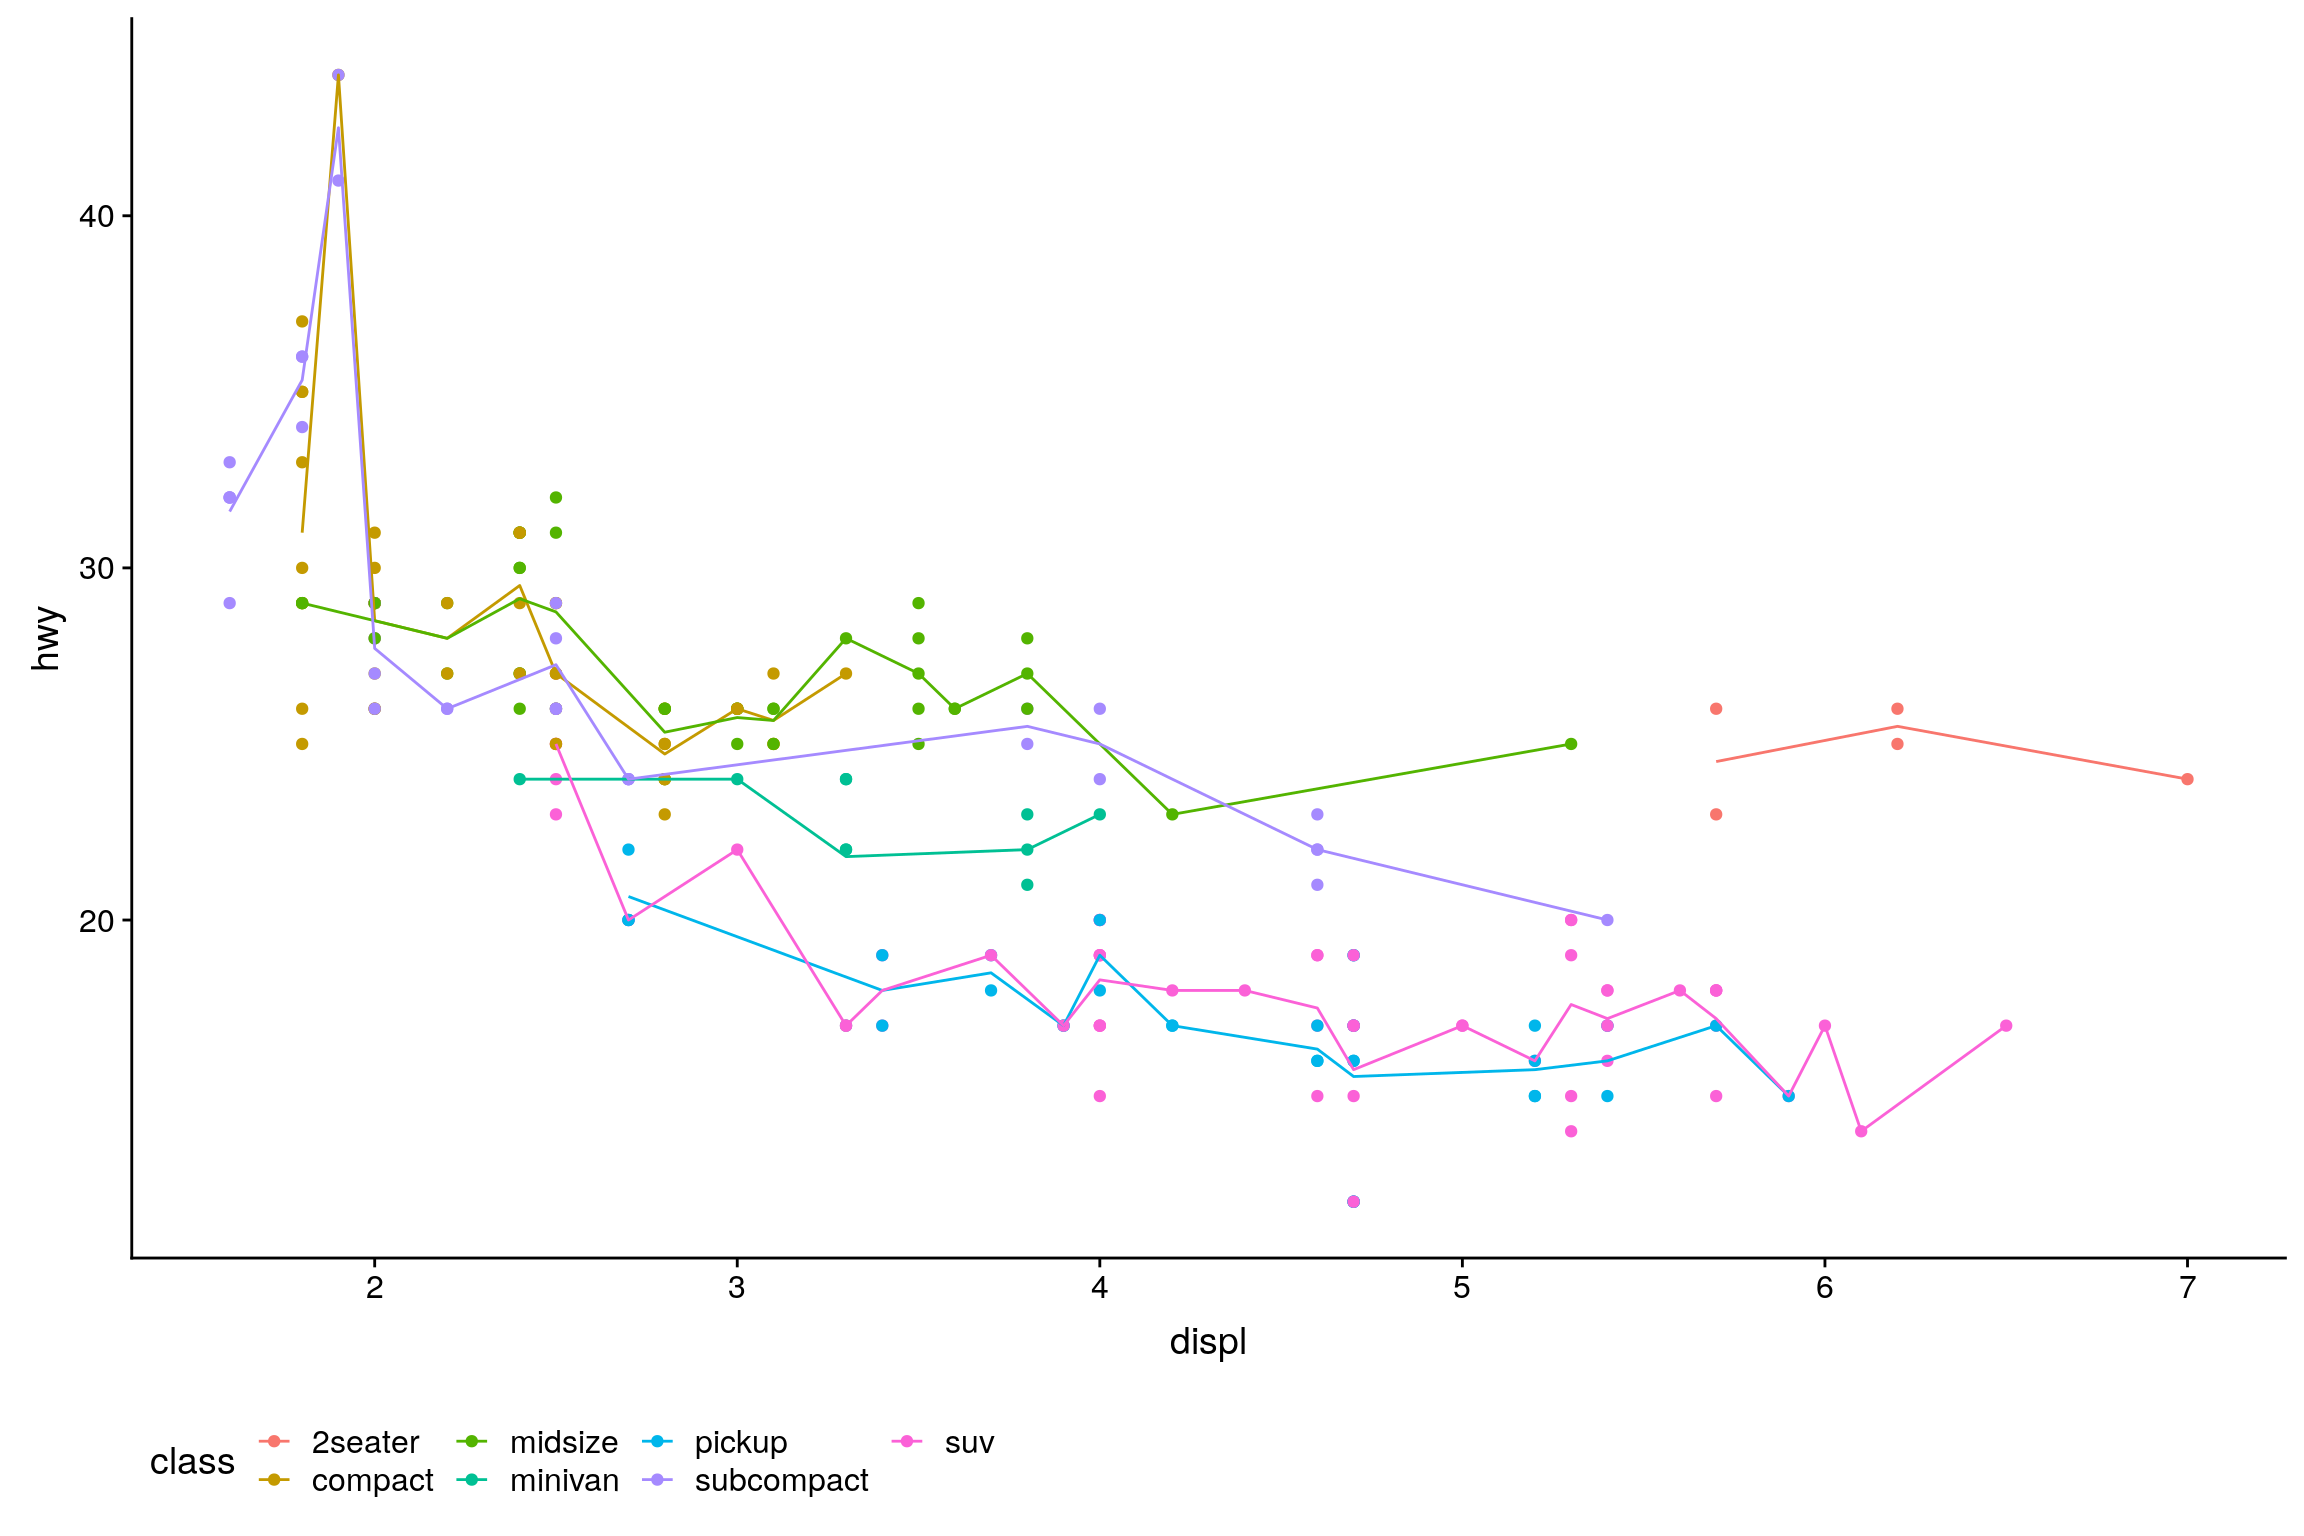 40
30
20
hwy
2 3 4 5 6 7
displ
class
2seater midsize pickup suv
compact minivan subcompact